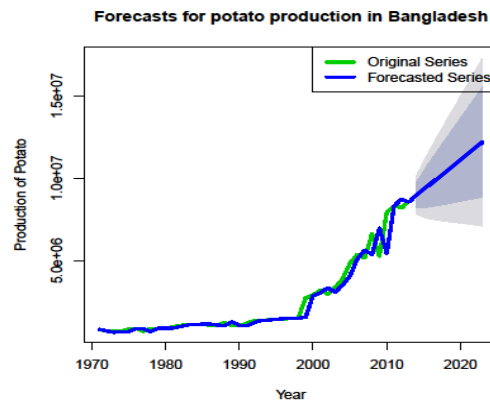 Forecasts for potato production in Bangladesh
Original Series
Forecasted Series
1.5e+07
1.0e+07
5.0e+06
Production of Potato
1970 1980 1990 2000 2010 2020
Year